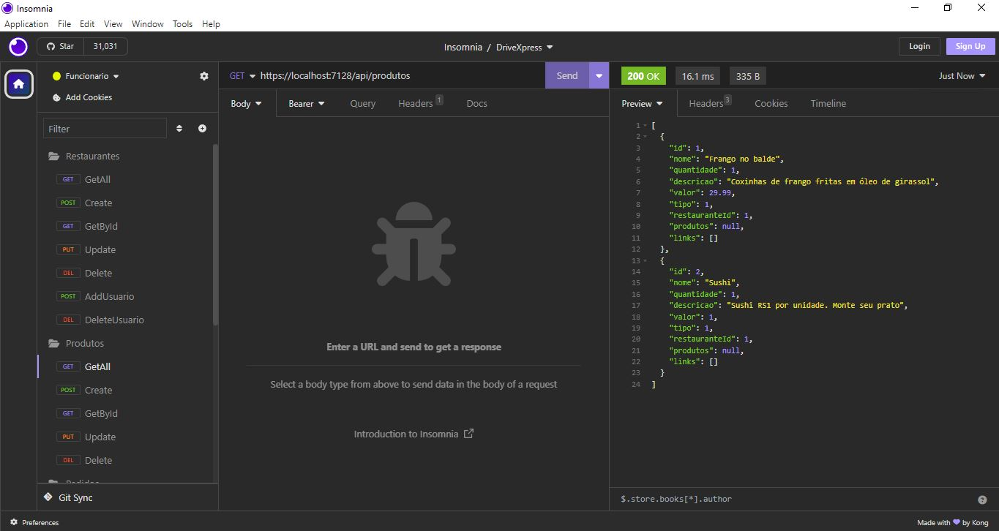 Insomnia
Application File Edit View Window Tools Help
Star 31,031
Insomnia / DriveXpress
Login Sign Up
Funcionario
Add Cookies
Filter
Restaurantes
GET GetAll
POST Create
GET GetById
PUT Update
DEL Delete
POST AddUsuario
DEL DeleteUsuario
Produtos
GET GetAll
POST Create
GET GetById
PUT Update
DEL Delete
Pedidos
Git Sync
GET https://localhost:7128/api/produtos Send
Body Bearer Query Headers 1 Docs
Enter a URL and send to get a response
Select a body type from above to send data in the body of a request
Introduction to Insomnia
200 OK 16.1 ms 335 B Just Now
Preview Headers 3 Cookies Timeline
1 [
2 {
3 "id": 1,
4 "nome": "Frango no balde",
5 "quantidade": 1,
6 "descricao": "Coxinhas de frango fritas em óleo de girassol",
7 "valor": 29.99,
8 "tipo": 1,
9 "restauranteId": 1,
10 "produtos": null,
11 "links": []
12 },
13 {
14 "id": 2,
15 "nome": "Sushi",
16 "quantidade": 1,
17 "descricao": "Sushi RS1 por unidade. Monte seu prato",
18 "valor": 1,
19 "tipo": 1,
20 "restauranteId": 1,
21 "produtos": null,
22 "links": []
23 }
24 ]
$.store.books[*].author
Preferences
Made with by Kong